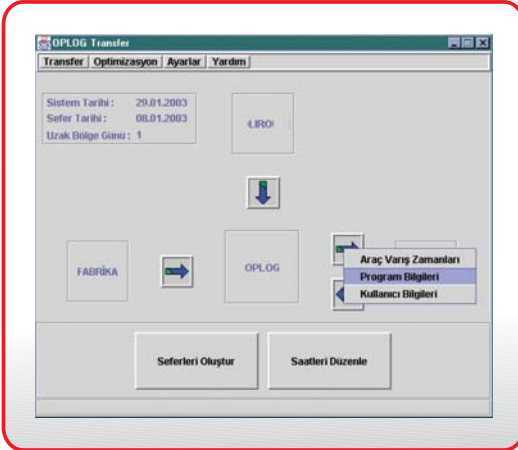 OPLOG Transfer
Transfer Optimizasyon Ayarlar Yardım
Sistem Tarihi : 29.01.2003
Sefer Tarihi : 08.01.2003
Uzak Bölge Günü : 1
FABRİKA
OPLOG
Araç Varış Zamanları
Program Bilgileri
Kullanıcı Bilgileri
Seferleri Oluştur Saatleri Düzenle